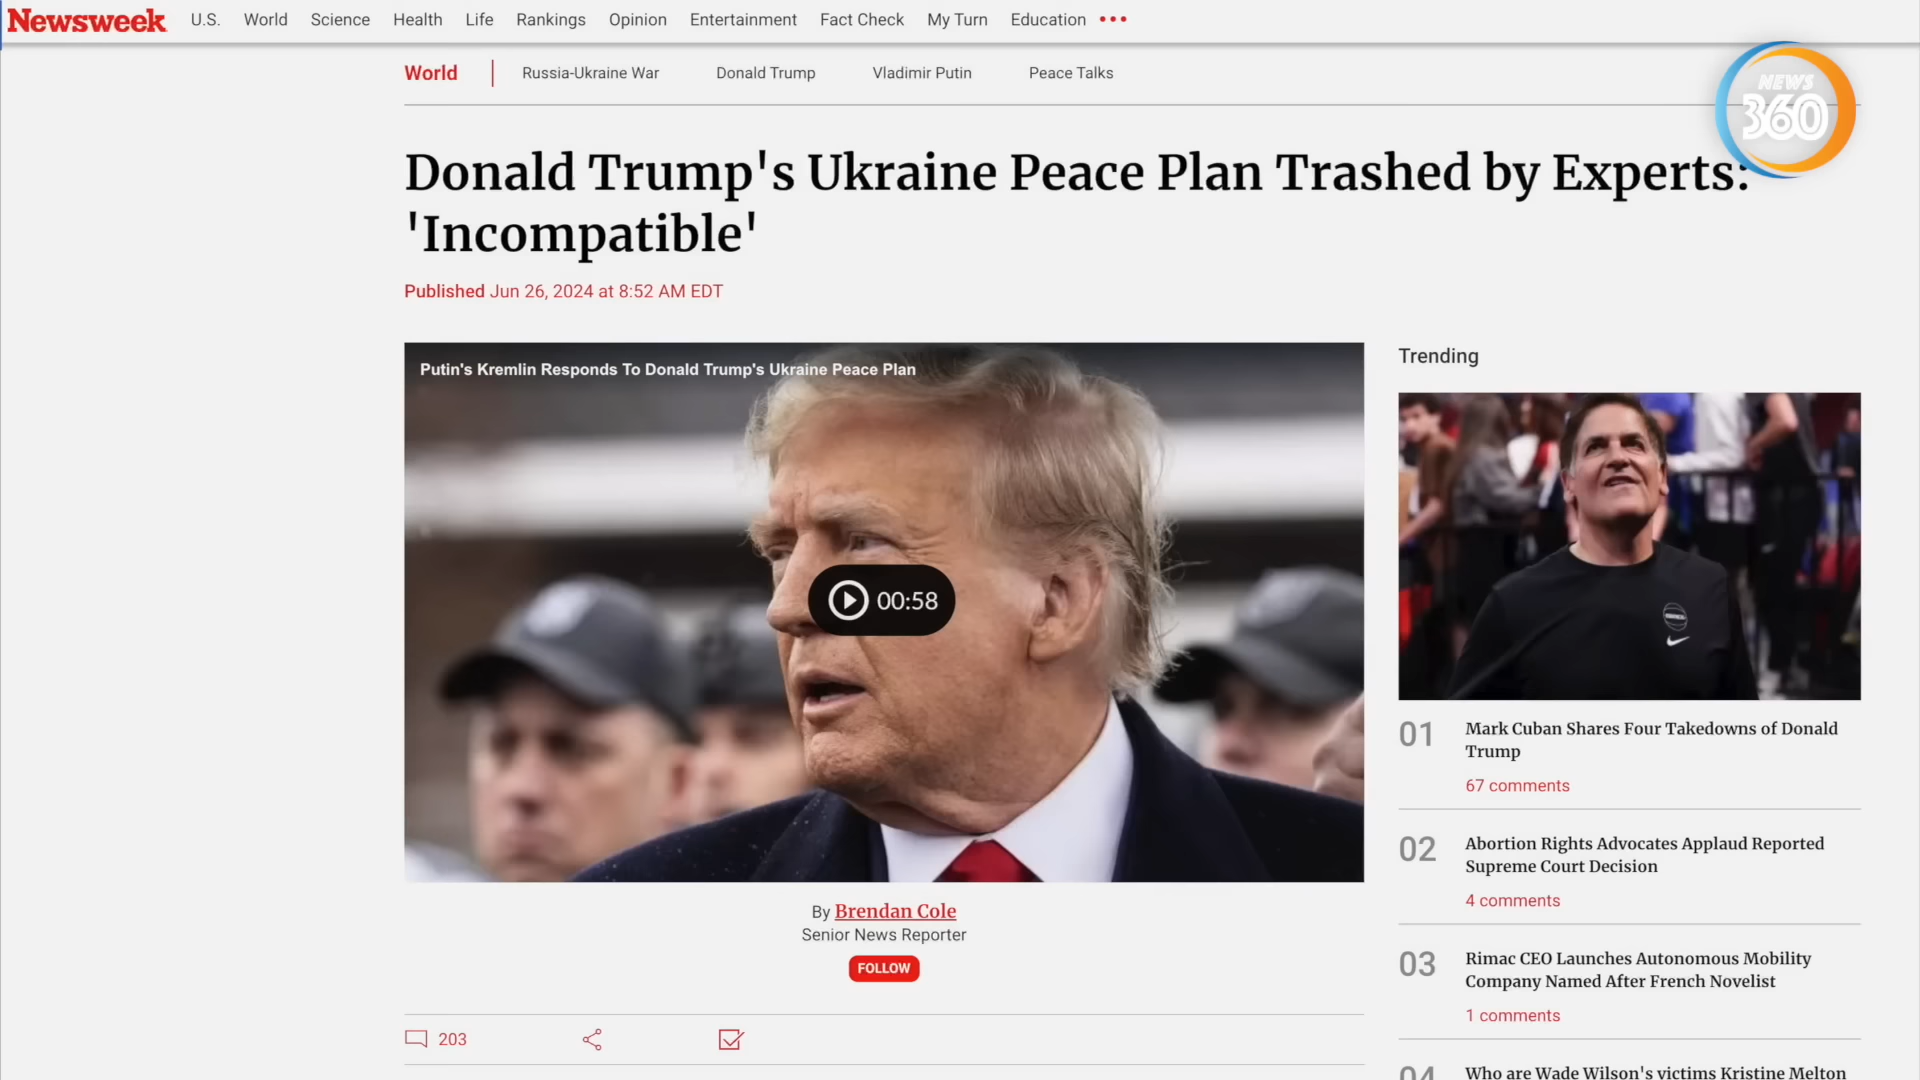 Newsweek U.S. World Science Health Life Rankings Opinion Entertainment Fact Check My Turn Education
World Russia-Ukraine War Donald Trump Vladimir Putin Peace Talks
NEWS
360
Donald Trump's Ukraine Peace Plan Trashed by Experts:
'Incompatible'
Published Jun 26, 2024 at 8:52 AM EDT
Putin's Kremlin Responds To Donald Trump's Ukraine Peace Plan
00:58
By Brendan Cole
Senior News Reporter
FOLLOW
203
Trending
01 Mark Cuban Shares Four Takedowns of Donald
Trump
67 comments
02 Abortion Rights Advocates Applaud Reported
Supreme Court Decision
4 comments
03 Rimac CEO Launches Autonomous Mobility
Company Named After French Novelist
1 comments
04 Who are Wade Wilson's victims Kristine Melton